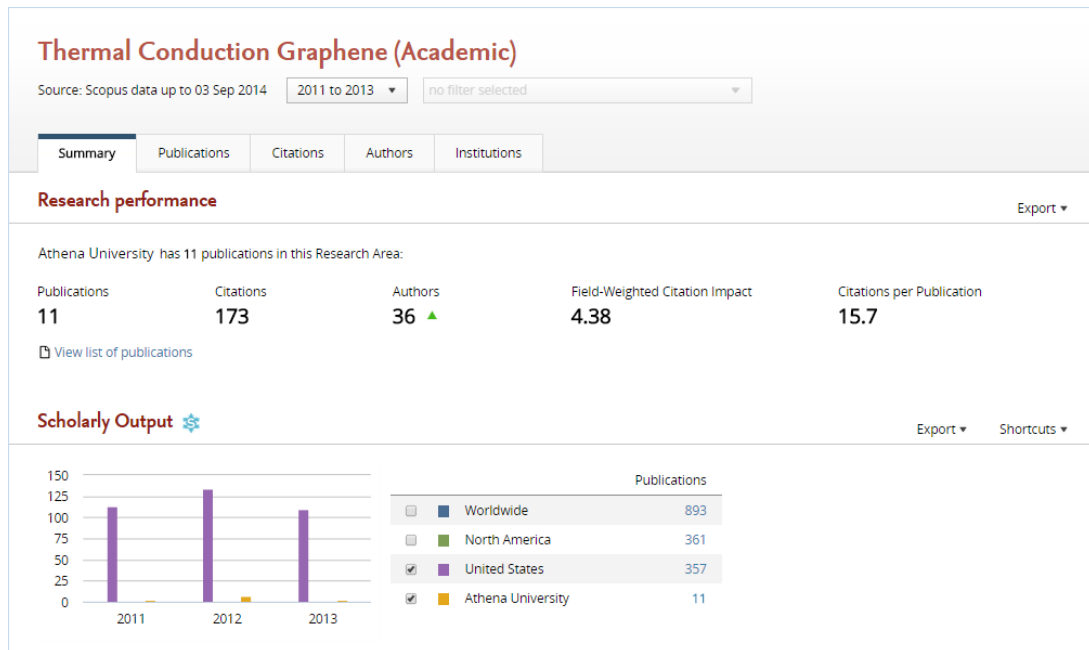 Thermal Conduction Graphene (Academic)
Source: Scopus data up to 03 Sep 2014 2011 to 2013 no filter selected
Summary Publications Citations Authors Institutions
Research performance Export
Athena University has 11 publications in this Research Area:
Publications Citations Authors Field-Weighted Citation Impact Citations per Publication
11 173 36 4.38 15.7
View list of publications
Scholarly Output S Export Shortcuts
Publications
150
125
100
75
50
25
0
2011 2012 2013
Worldwide 893
North America 361
United States 357
Athena University 11